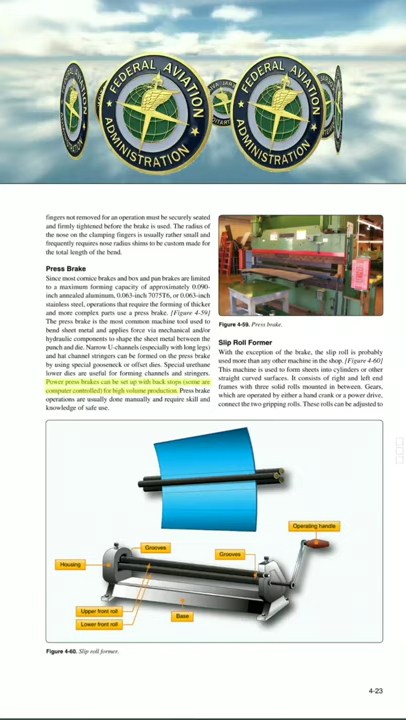 FEDERAL AVIATION
ADMINISTRATION
FEDERAL AVIATION
ADMINISTRATION
fingers not removed for an operation must be securely seated
and firmly tightened before the brake is used. The radius of
the nose on the clamping fingers is usually rather small and
frequently requires nose radius shims to be custom made for
the total length of the bend.
Press Brake
Since most cornice brakes and box and pan brakes are limited
to a maximum forming capacity of approximately 0.090-
inch annealed aluminum, 0.063-inch 7075T6, or 0.063-inch
stainless steel, operations that require the forming of thicker
and more complex parts use a press brake. [Figure 4-59]
The press brake is the most common machine tool used to
bend sheet metal and applies force via mechanical and/or
hydraulic components to shape the sheet metal between the
punch and die. Narrow U-channels (especially with long legs)
and hat channel stringers can be formed on the press brake
by using special gooseneck or offset dies. Special urethane
lower dies are useful for forming channels and stringers.
Power press brakes can be set up with back stops (some are
computer controlled) for high volume production. Press brake
operations are usually done manually and require skill and
knowledge of safe use.
Figure 4-59. Press brake.
Slip Roll Former
With the exception of the brake, the slip roll is probably
used more than any other machine in the shop. [Figure 4-60]
This machine is used to form sheets into cylinders or other
straight curved surfaces. It consists of right and left end
frames with three solid rolls mounted in between. Gears,
which are operated by either a hand crank or a power drive,
connect the two gripping rolls. These rolls can be adjusted to
Operating handle
Grooves
Grooves
Housing
Upper front roll
Lower front roll
Base
Figure 4-60. Slip roll former.
4-23